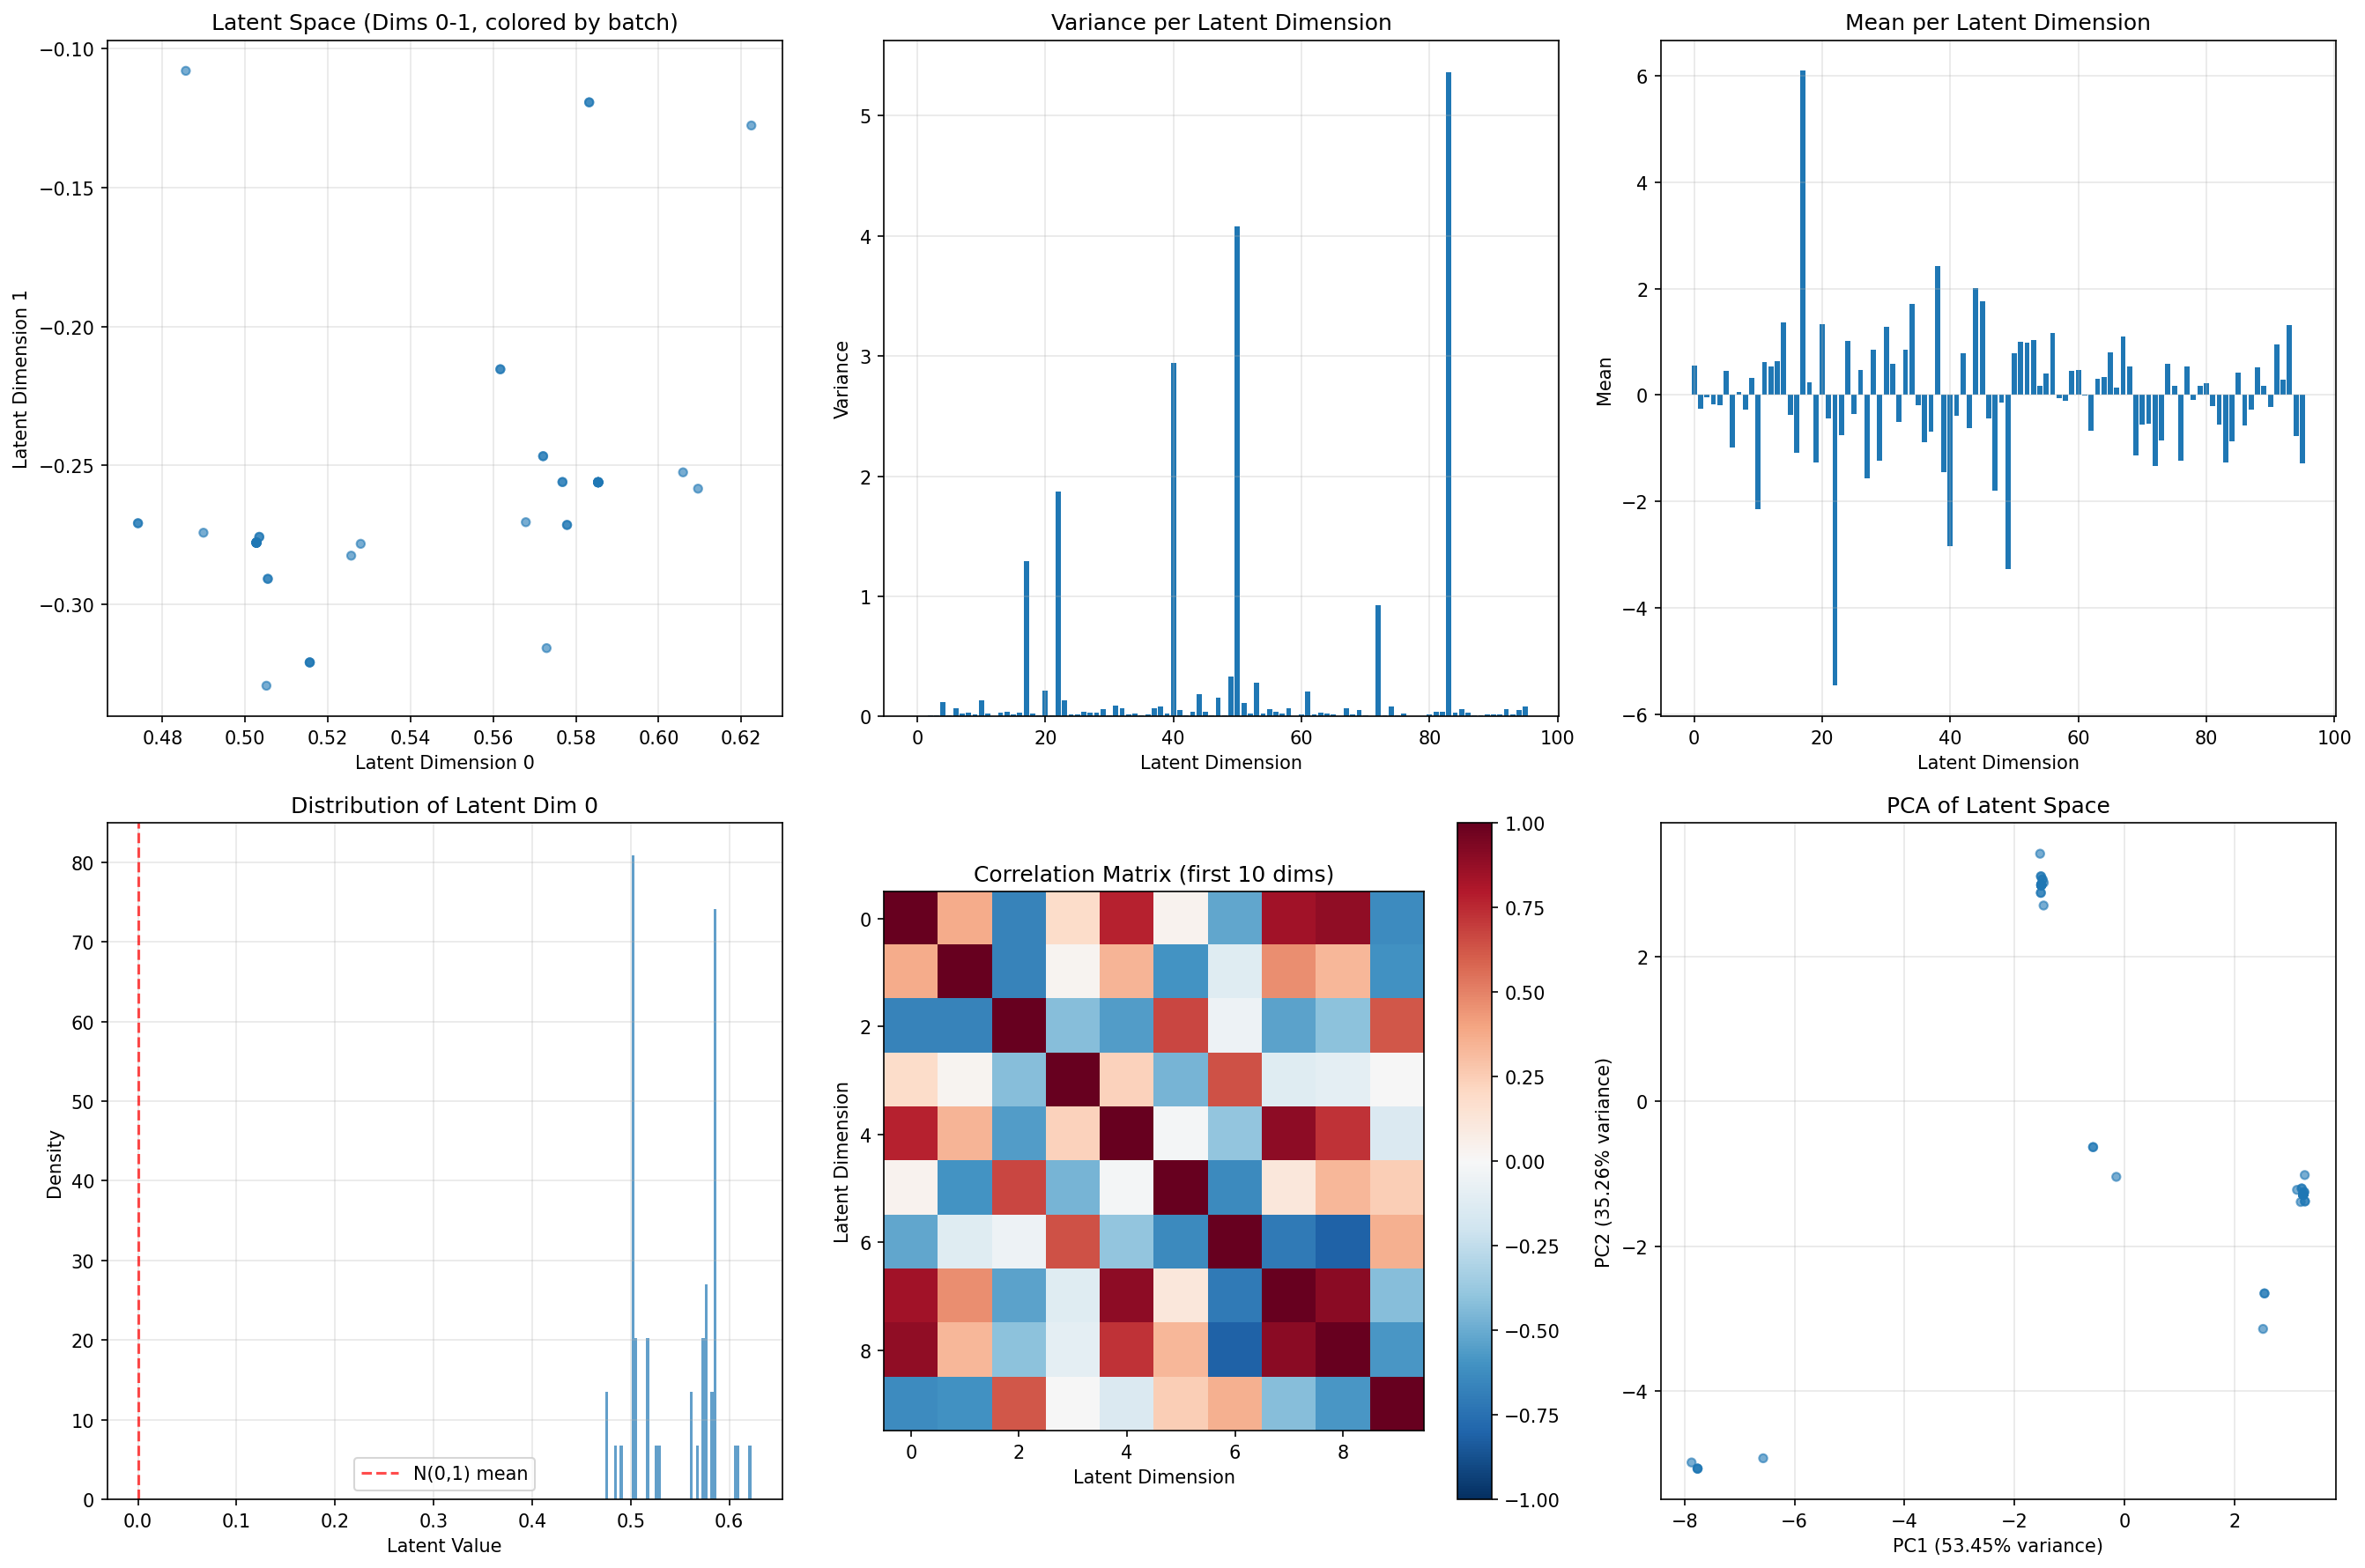 Latent Space (Dims 0-1, colored by batch)
−0.10
−0.15
−0.20
−0.25
−0.30
Latent Dimension 1
0.48 0.50 0.52 0.54 0.56 0.58 0.60 0.62
Latent Dimension 0
Variance per Latent Dimension
5
4
3
2
1
0
Variance
0 20 40 60 80 100
Latent Dimension
Mean per Latent Dimension
6
4
2
0
−2
−4
−6
Mean
0 20 40 60 80 100
Latent Dimension
Distribution of Latent Dim 0
80
70
60
50
40
30
20
10
0
Density
N(0,1) mean
0.0 0.1 0.2 0.3 0.4 0.5 0.6
Latent Value
Correlation Matrix (first 10 dims)
0
2
4
6
8
Latent Dimension
0 2 4 6 8
Latent Dimension
1.00
0.75
0.50
0.25
0.00
−0.25
−0.50
−0.75
−1.00
PCA of Latent Space
2
0
−2
−4
PC2 (35.26% variance)
−8 −6 −4 −2 0 2
PC1 (53.45% variance)